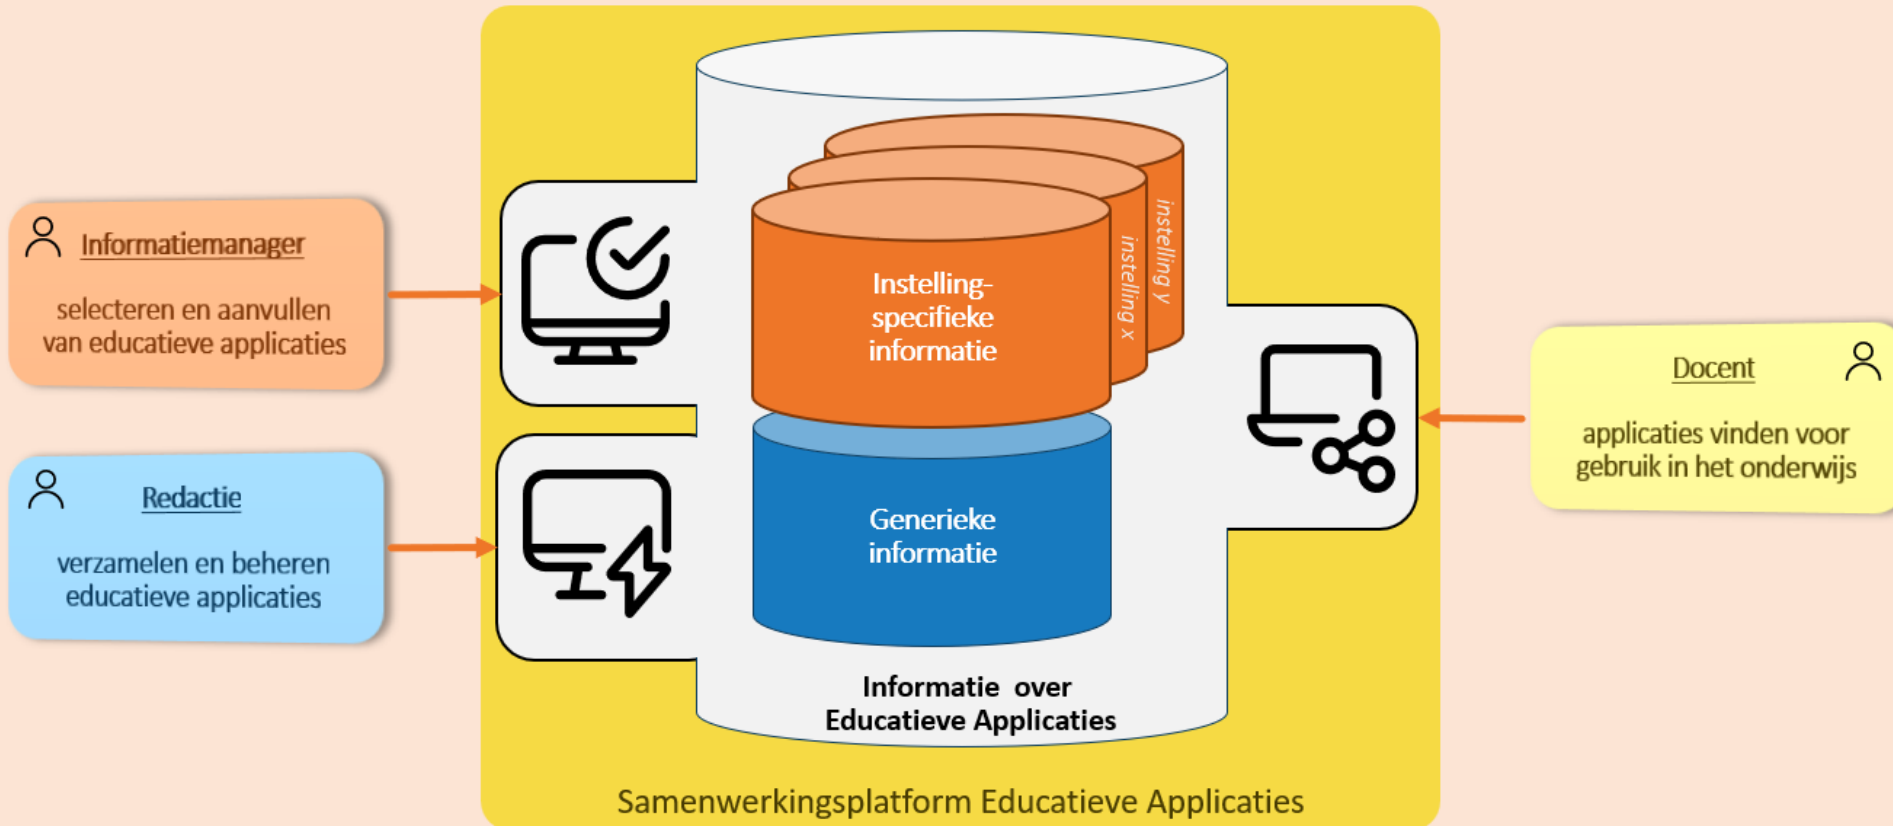 Informatiemanager
selecteren en aanvullen
van educatieve applicaties
Redactie
verzamelen en beheren
educatieve applicaties
Instelling-
specifieke
informatie
instelling x
instelling y
Generieke
informatie
Informatie over
Educatieve Applicaties
Samenwerkingsplatform Educatieve Applicaties
Docent
applicaties vinden voor
gebruik in het onderwijs